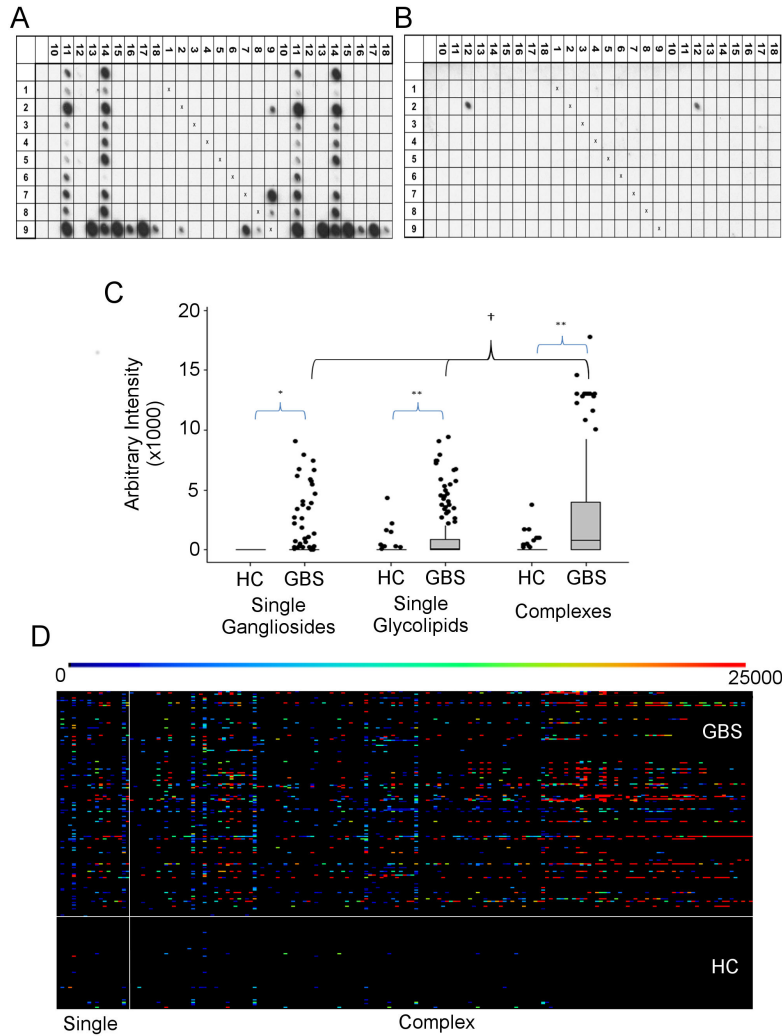 A
10 11 12 13 14 15 16 17 18 1 2 3 4 5 6 7 8 9 10 11 12 13 14 15 16 17 18
1 x
2 x
3 x
4 x
5 x
6 x
7 x
8 x
9 x
B
10 11 12 13 14 15 16 17 18 1 2 3 4 5 6 7 8 9 10 11 12 13 14 15 16 17 18
1 x
2 x
3 x
4 x
5 x
6 x
7 x
8 x
9 x
C
Arbitrary Intensity
(x1000)
20
15
10
5
0
*
**
†
**
HC GBS HC GBS HC GBS
Single
Gangliosides
Single
Glycolipids
Complexes
D
0 25000
GBS
HC
Single Complex